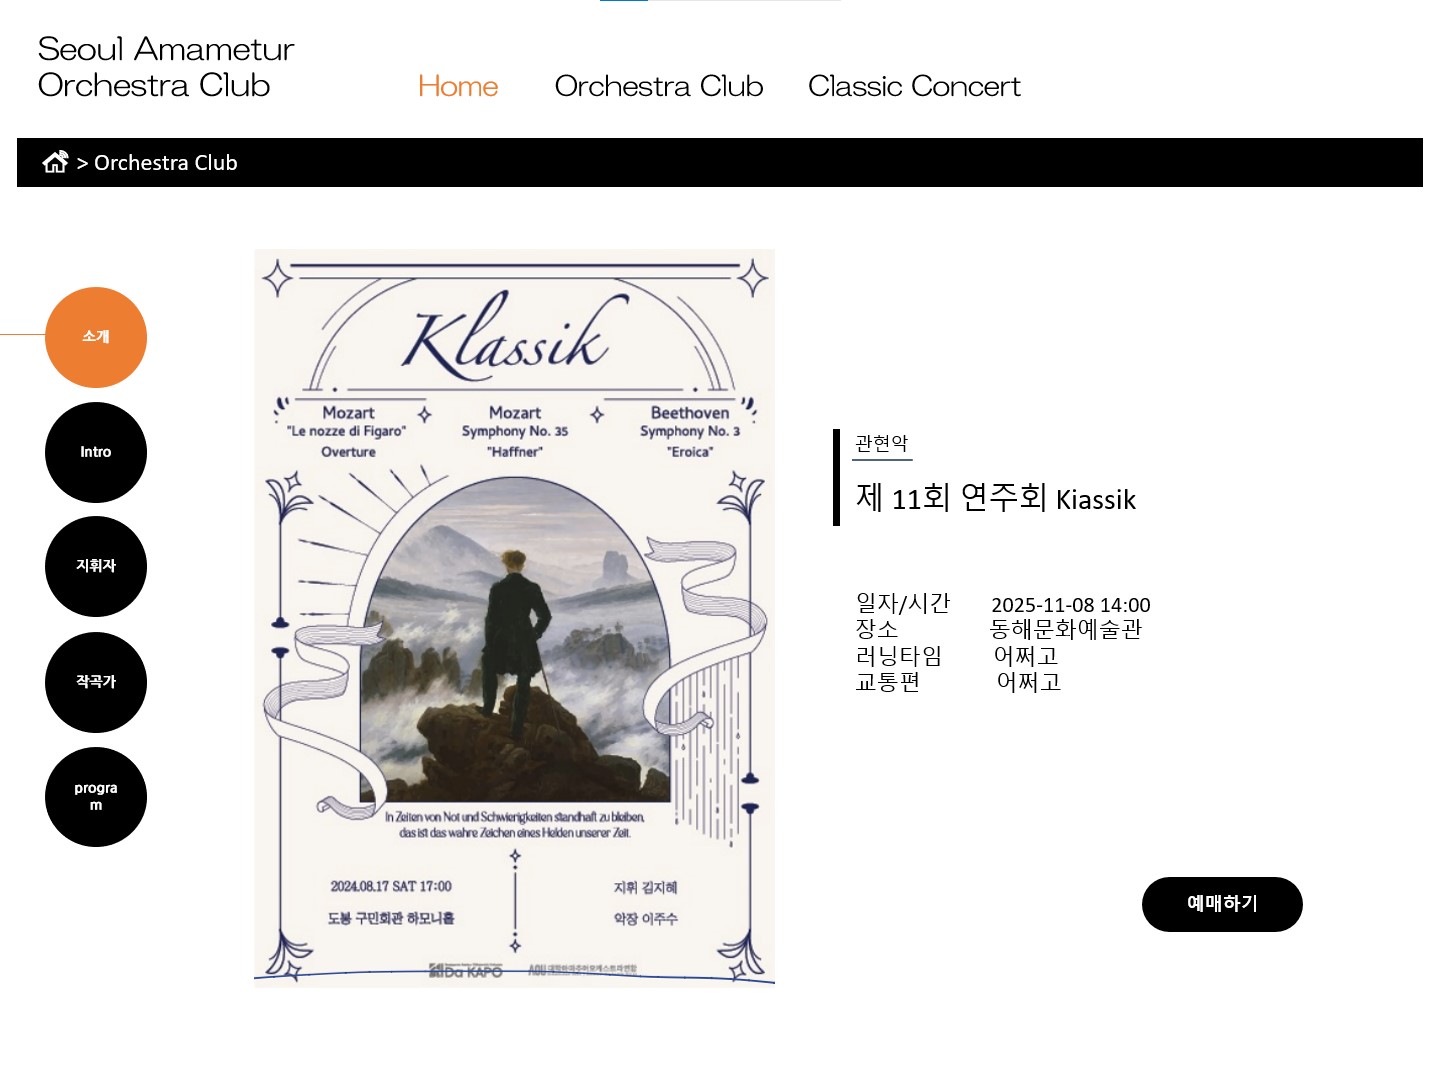 Seoul Amametur
Orchestra Club
Home
Orchestra Club
Classic Concert
> Orchestra Club
소개
Intro
지휘자
작곡가
progra
m
Klassik
Mozart
"Le nozze di Figaro"
Overture
Mozart
Symphony No. 35
"Haffner"
Beethoven
Symphony No. 3
"Eroica"
In Zeiten von Not und Schwierigkeiten standhaft zu bleiben,
das ist das wahre Zeichen eines Helden unserer Zeit.
2024.08.17 SAT 17:00
도봉 구민회관 하모니홀
지휘 김지혜
악장 이주수
Da KAPO
관현악
제 11회 연주회 Kiassik
일자/시간 2025-11-08 14:00
장소 동해문화예술관
러닝타임 어쩌고
교통편 어쩌고
예매하기